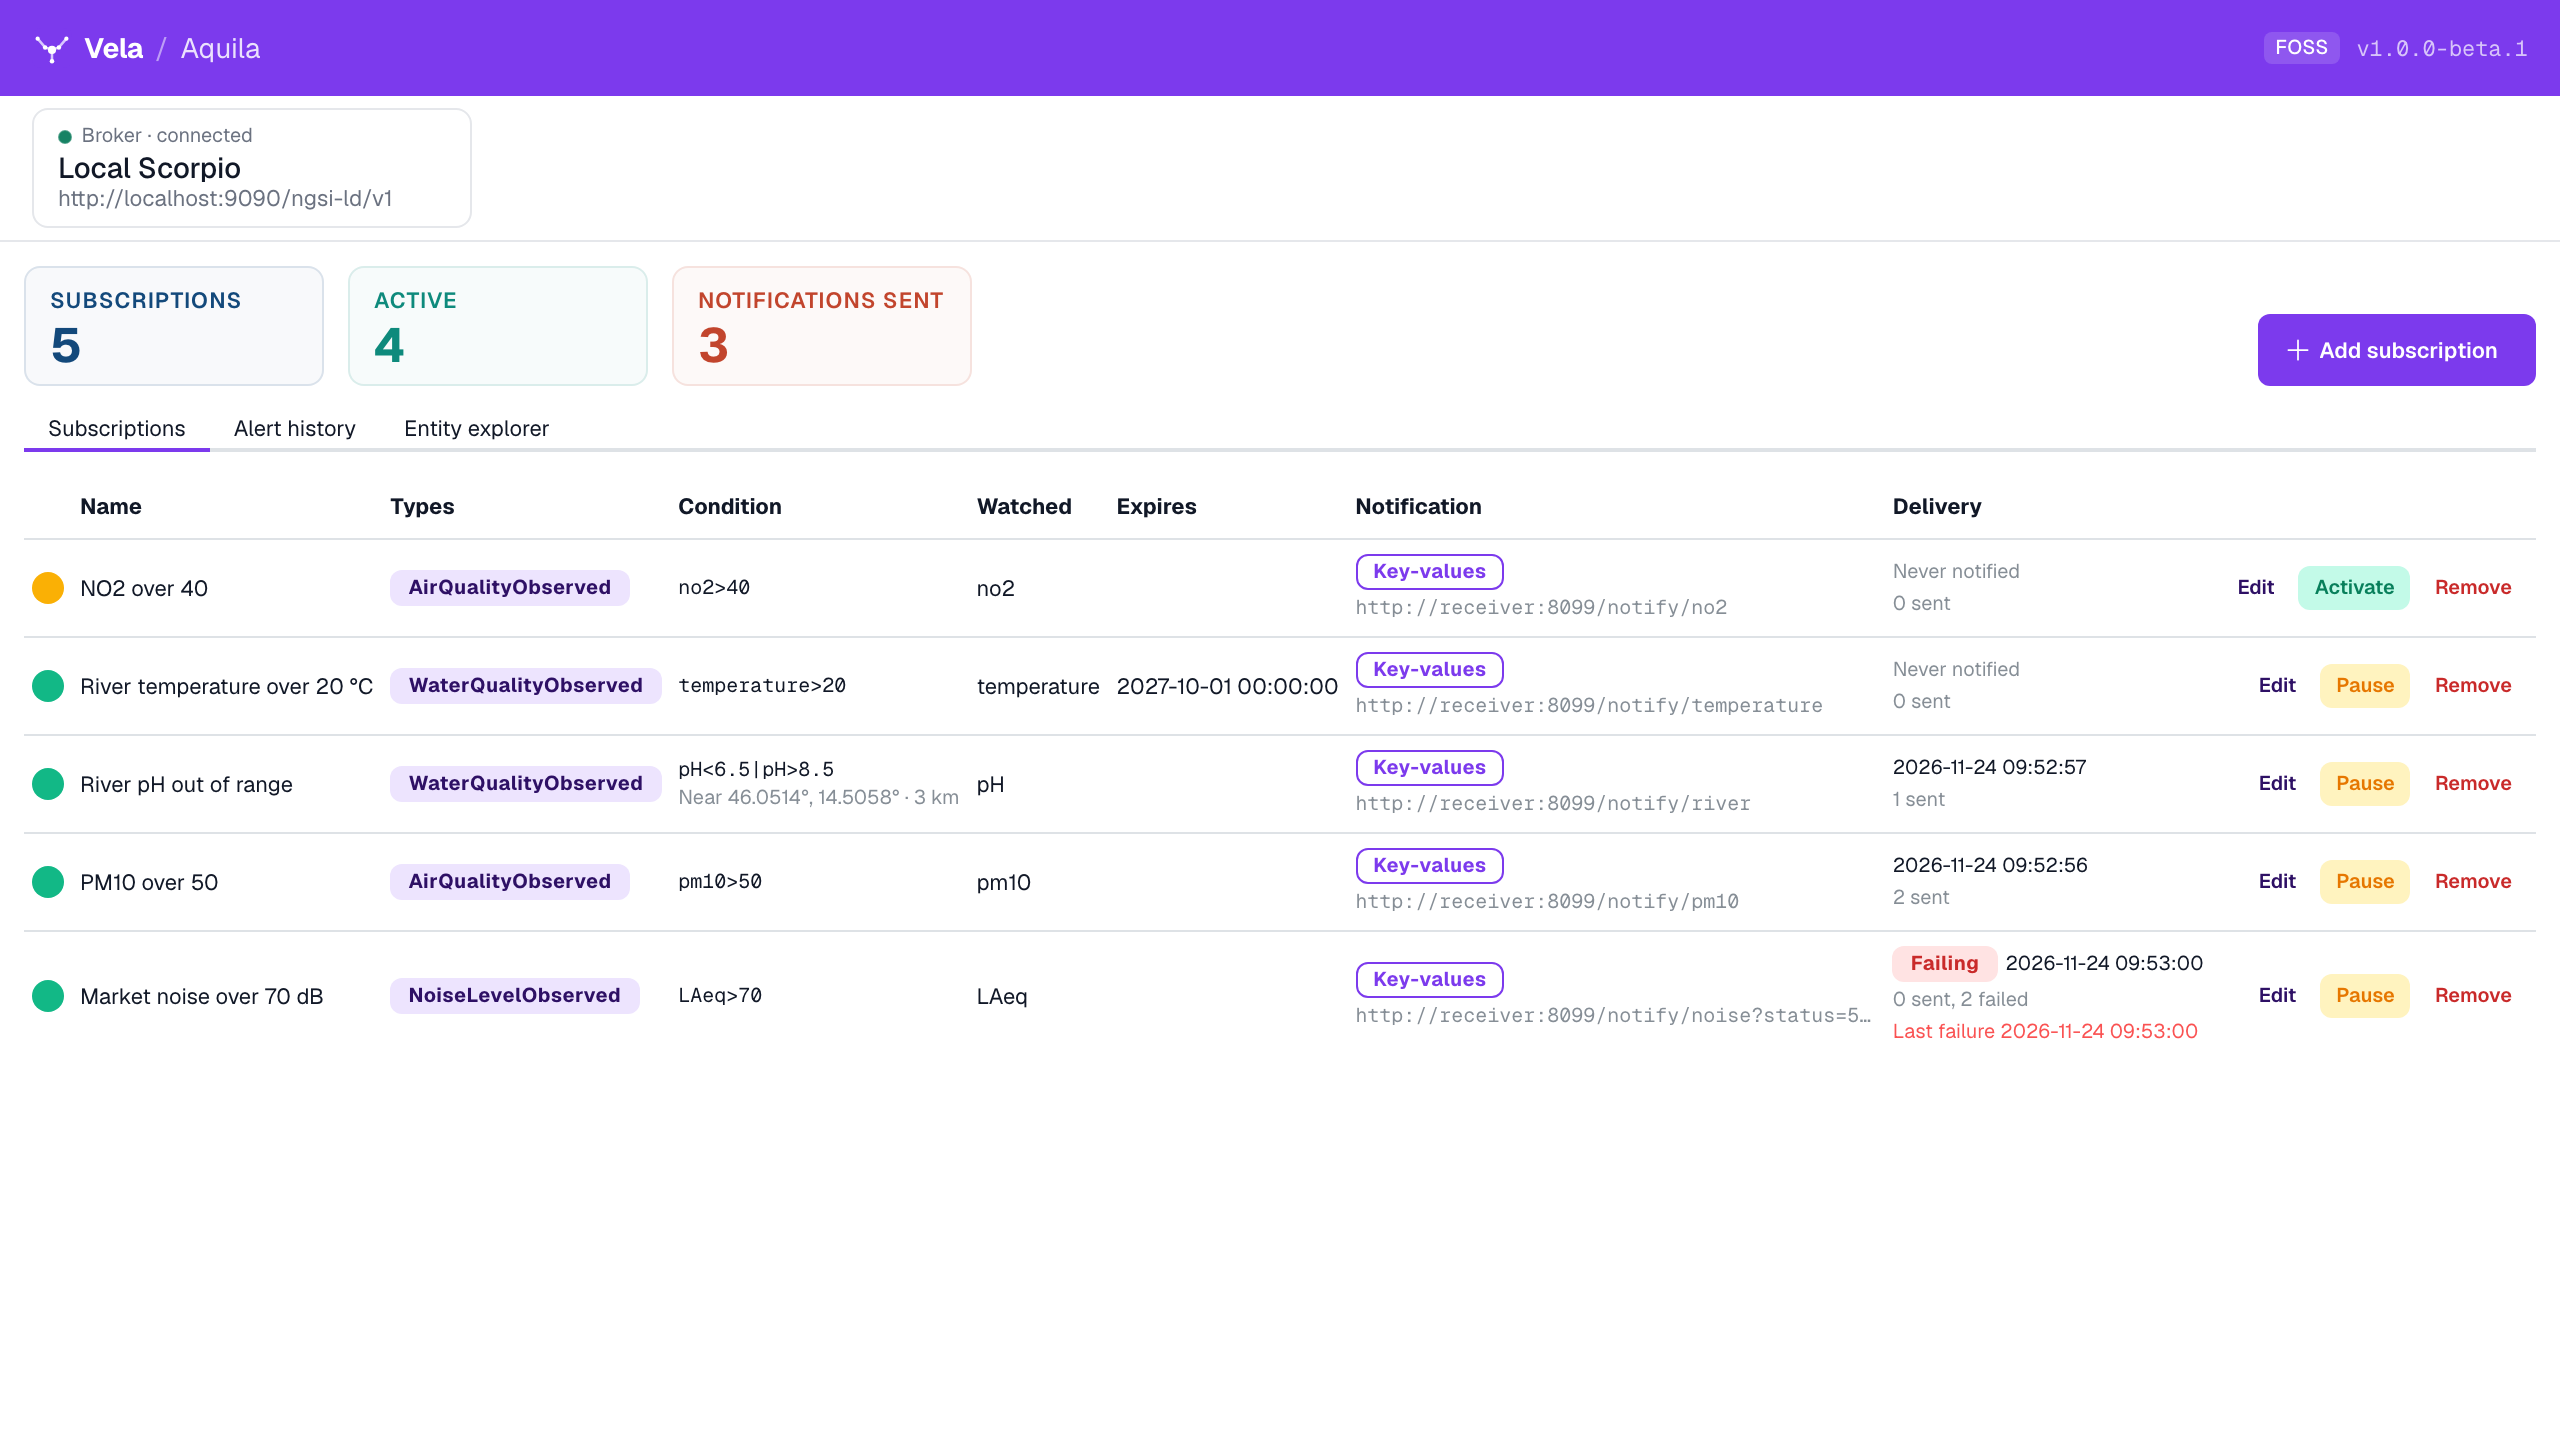 Vela / Aquila
FOSS v1.0.0-beta.1
Broker · connected
Local Scorpio
http://localhost:9090/ngsi-ld/v1
SUBSCRIPTIONS
5
ACTIVE
4
NOTIFICATIONS SENT
3
Add subscription
Subscriptions Alert history Entity explorer
Name Types Condition Watched Expires Notification Delivery
NO2 over 40 AirQualityObserved no2>40 no2 Key-values
http://receiver:8099/notify/no2
Never notified
0 sent
Edit Activate Remove
River temperature over 20 °C WaterQualityObserved temperature>20 temperature 2027-10-01 00:00:00 Key-values
http://receiver:8099/notify/temperature
Never notified
0 sent
Edit Pause Remove
River pH out of range WaterQualityObserved pH<6.5|pH>8.5
Near 46.0514°, 14.5058° · 3 km
pH
Key-values
http://receiver:8099/notify/river
2026-11-24 09:52:57
1 sent
Edit Pause Remove
PM10 over 50 AirQualityObserved pm10>50 pm10 Key-values
http://receiver:8099/notify/pm10
2026-11-24 09:52:56
2 sent
Edit Pause Remove
Market noise over 70 dB NoiseLevelObserved LAeq>70 LAeq Key-values
http://receiver:8099/notify/noise?status=5…
Failing 2026-11-24 09:53:00
0 sent, 2 failed
Last failure 2026-11-24 09:53:00
Edit Pause Remove